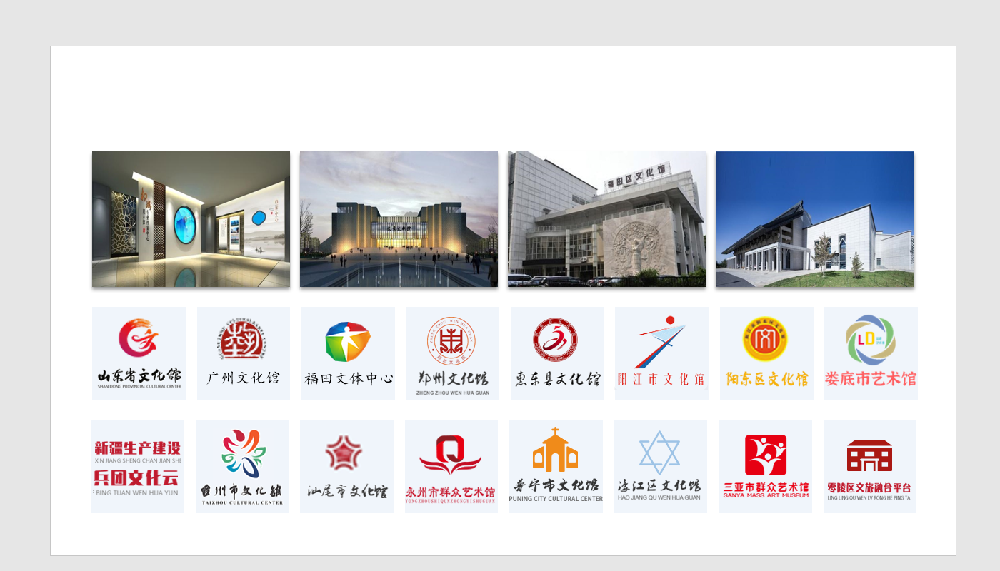 福田区文化馆
山东省文化馆
SHAN DONG PROVINCIAL CULTURAL CENTER
广州文化馆
福田文体中心
郑州文化馆
ZHENG ZHOU WEN HUA GUAN
惠东县文化馆
阳江市文化馆
阳东区文化馆
LD
娄底市艺术馆
新疆生产建设
XIN JIANG SHENG CHAN JIAN SHE
兵团文化云
BING TUAN WEN HUA YUN
台州市文化馆
TAIZHOU CULTURAL CENTER
汕尾市文化馆
永州市群众艺术馆
YONGZHOUSHIQUNZHONGYISHUGUAN
普宁市文化馆
PUNING CITY CULTURAL CENTER
濠江区文化馆
HAO JIANG QU WEN HUA GUAN
三亚市群众艺术馆
SANYA MASS ART MUSEUM
零陵区文旅融合平台
LING LING QU WEN LV RONG HE PING TA